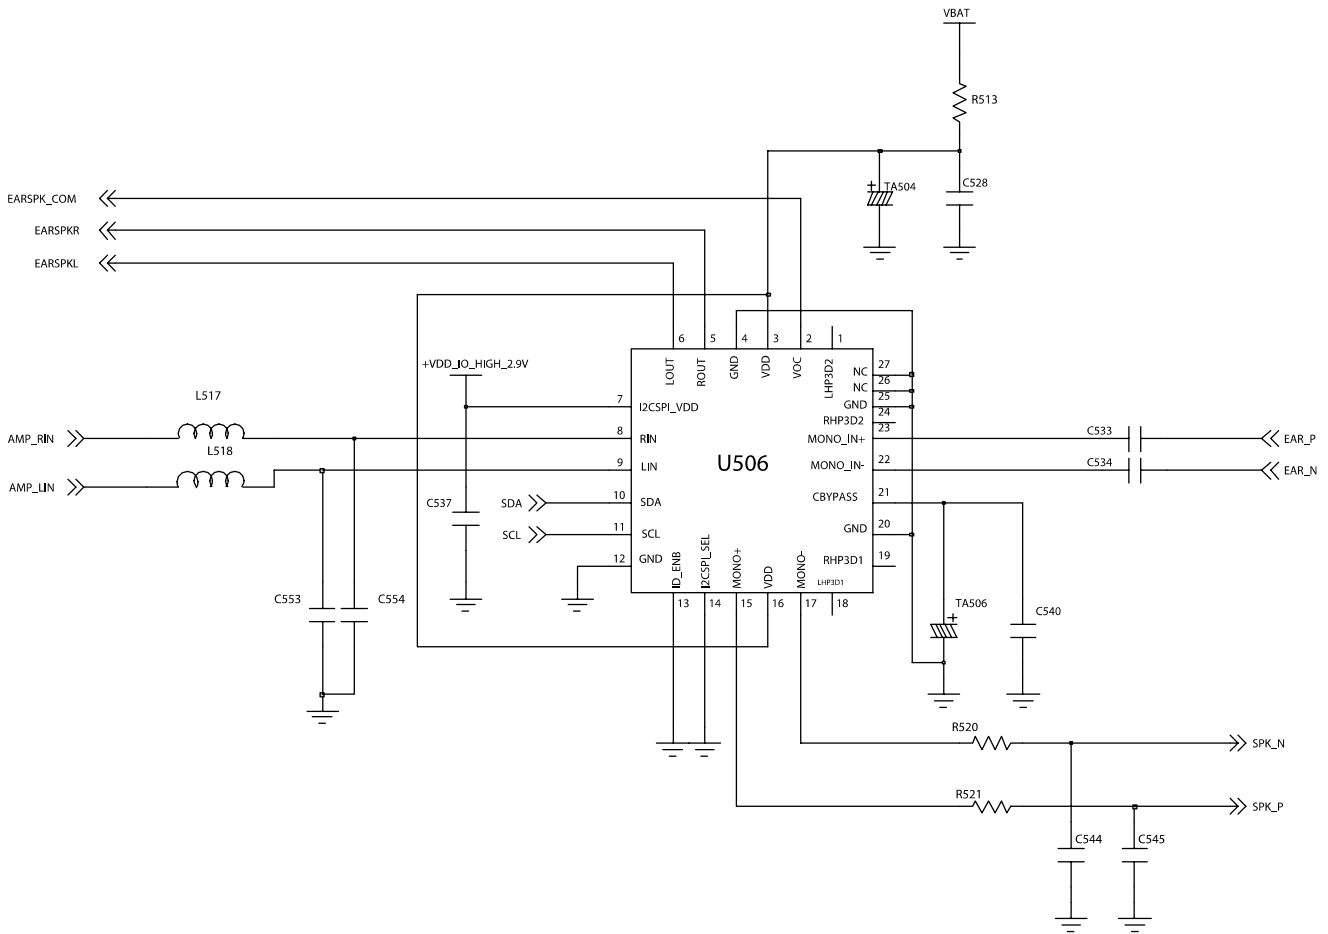 VBAT
R513
TA504
C528
EARSPK_COM
EARSPKR
EARSPKL
6
5
4
3
2
1
LOUT
ROUT
GND
VDD
VOC
LHP3D2
+VDD_IO_HIGH_2.9V
NC
27
NC
26
GND
25
RHP3D2
24
L517
7
I2CSPI_VDD
AMP_RIN
8
RIN
MONO_IN+
23
C533
EAR_P
L518
AMP_LIN
9
LIN
U506
MONO_IN-
22
C534
EAR_N
C537
SDA
10
SDA
CBYPASS
21
SCL
11
SCL
GND
20
12
GND
RHP3D1
19
ID_ENB
I2CSPI_SEL
MONO+
VDD
MONO-
LHP3D1
13
14
15
16
17
18
C553
C554
TA506
C540
R520
SPK_N
R521
SPK_P
C544
C545
+
+